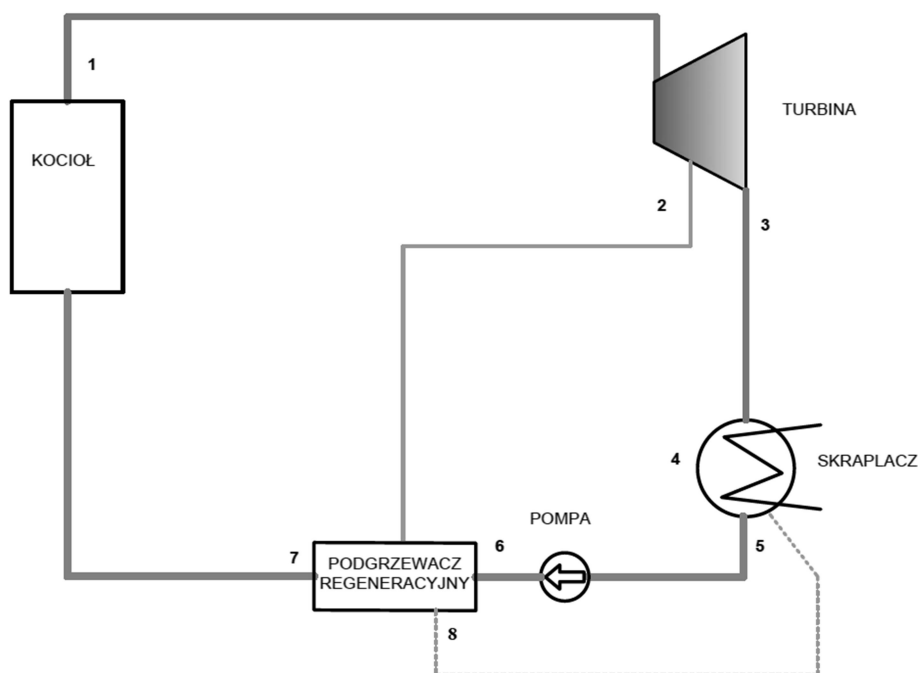 1
TURBINA
KOCIOŁ
2
3
4
SKRAPLACZ
POMPA
7
6
5
PODGRZEWACZ
REGENERACYJNY
8